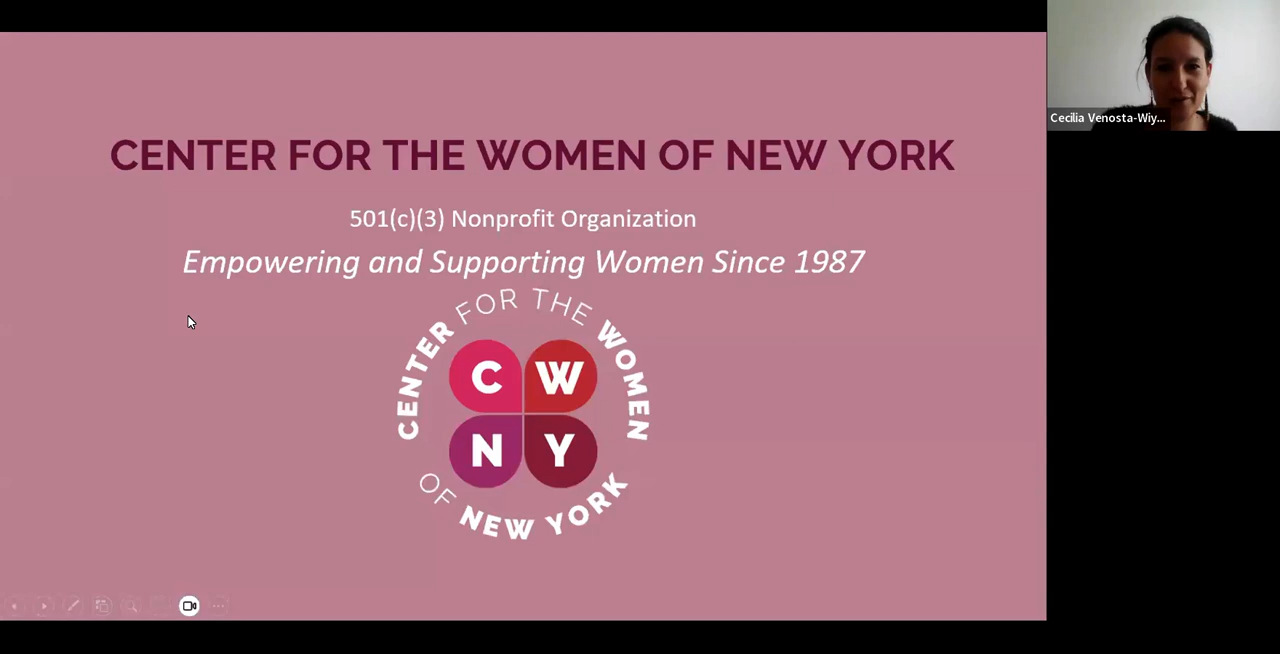 CENTER FOR THE WOMEN OF NEW YORK
501(c)(3) Nonprofit Organization
Empowering and Supporting Women Since 1987
CENTER FOR THE WOMEN
C W
N Y
OF NEW YORK
Cecilia Venosta-Wiy...